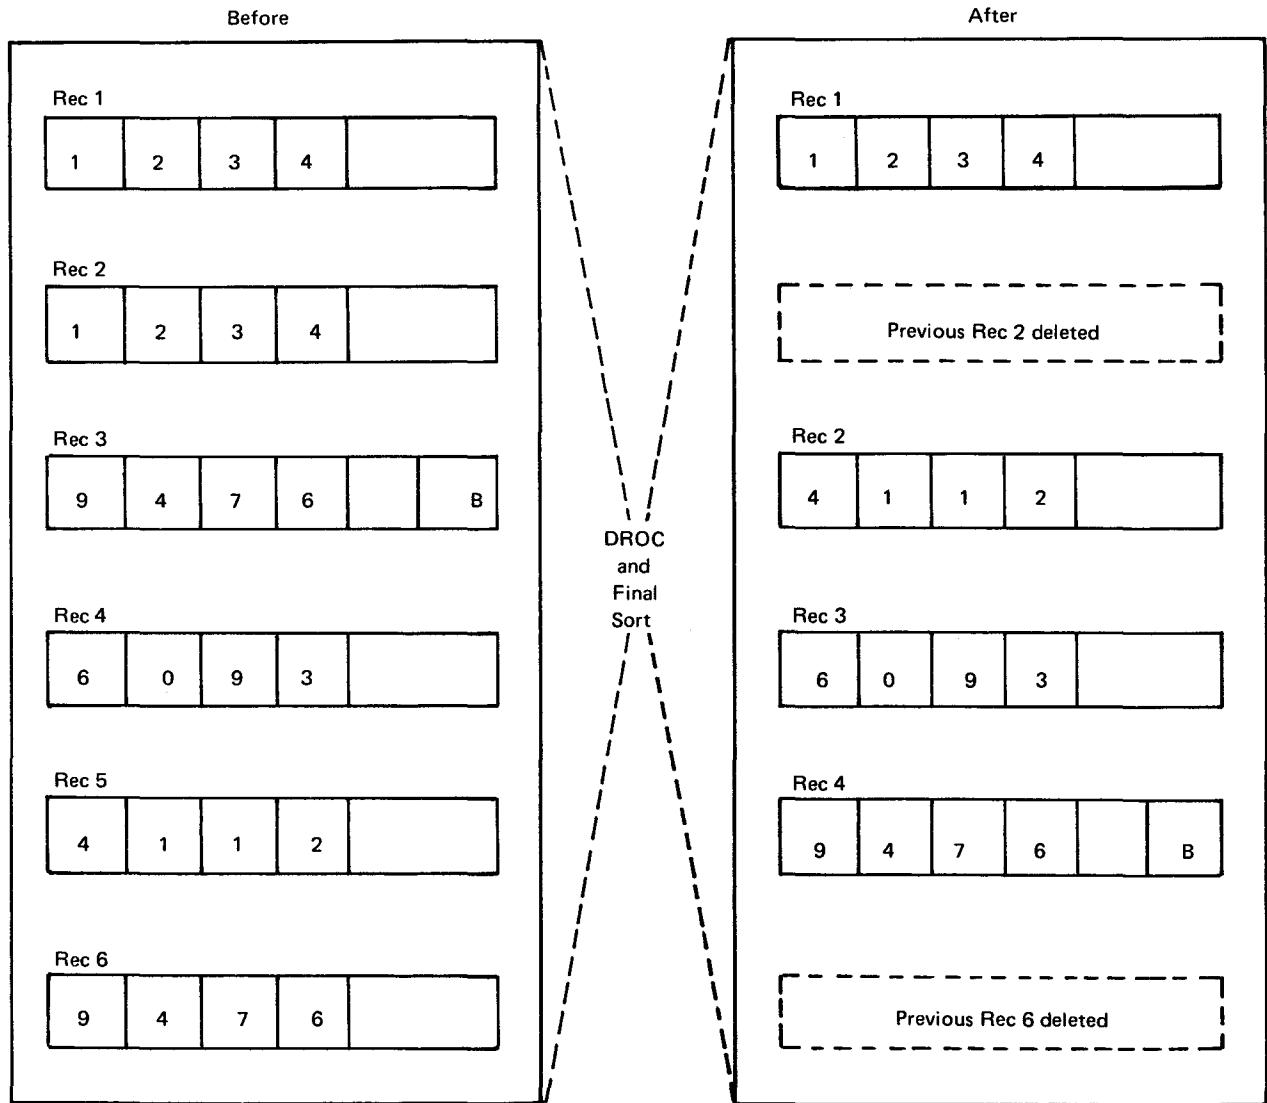 Before
Rec 1
1 2 3 4
Rec 2
1 2 3 4
Rec 3
9 4 7 6 B
Rec 4
6 0 9 3
Rec 5
4 1 1 2
Rec 6
9 4 7 6
DROC
and
Final
Sort
After
Rec 1
1 2 3 4
Previous Rec 2 deleted
Rec 2
4 1 1 2
Rec 3
6 0 9 3
Rec 4
9 4 7 6 B
Previous Rec 6 deleted